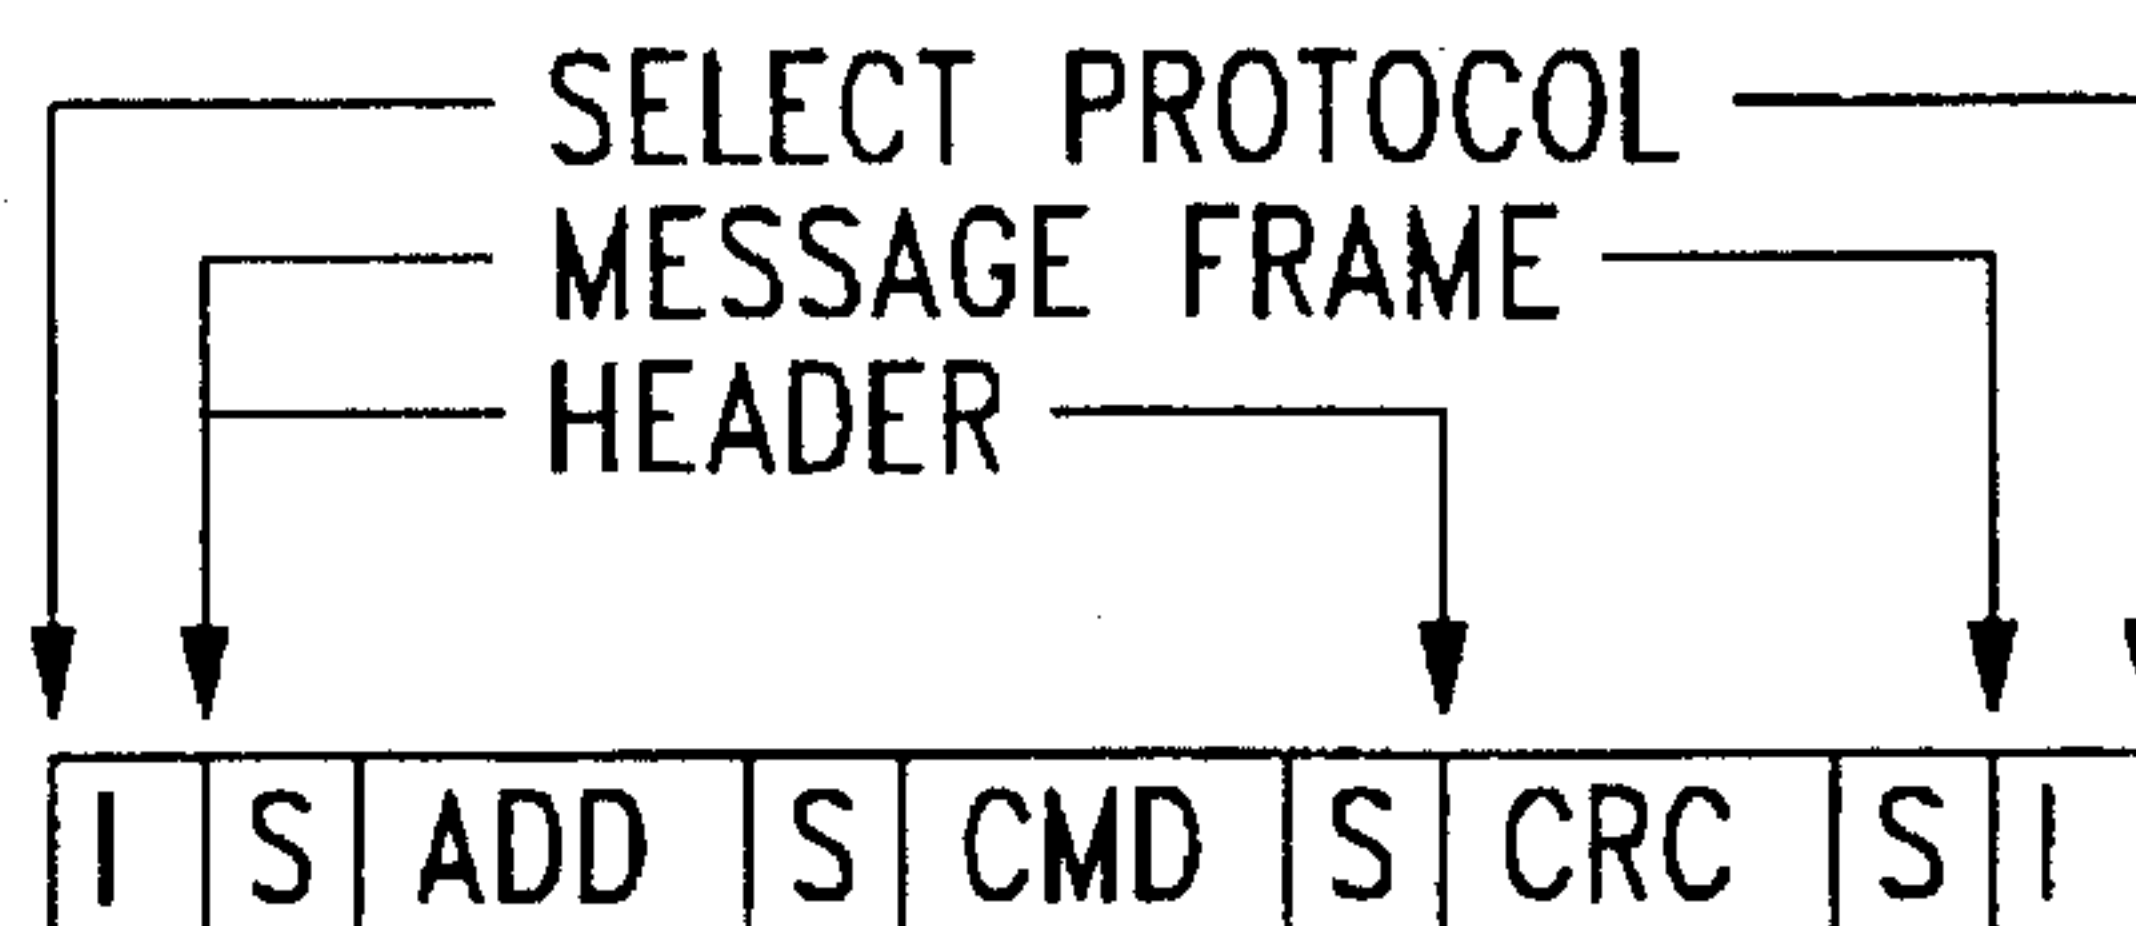 SELECT PROTOCOL
MESSAGE FRAME
HEADER
I S ADD S CMD S CRC S I